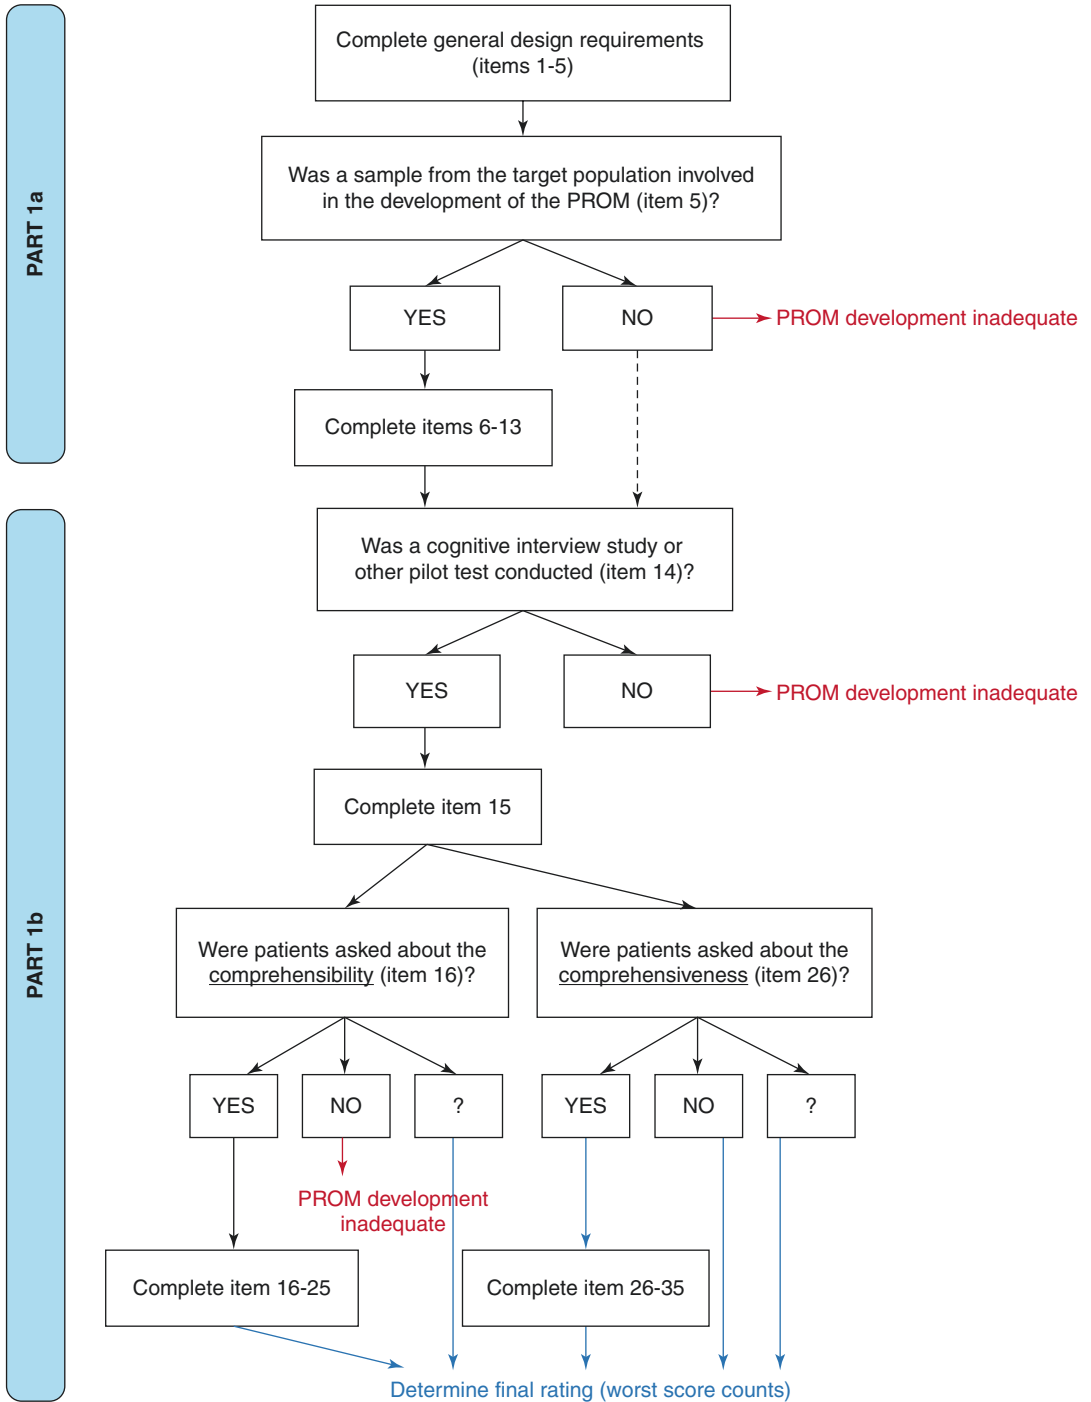 PART 1a
Complete general design requirements
(items 1-5)
Was a sample from the target population involved
in the development of the PROM (item 5)?
YES
NO
PROM development inadequate
Complete items 6-13
PART 1b
Was a cognitive interview study or
other pilot test conducted (item 14)?
YES
NO
PROM development inadequate
Complete item 15
Were patients asked about the
comprehensibility (item 16)?
Were patients asked about the
comprehensiveness (item 26)?
YES
NO
?
YES
NO
?
PROM development
inadequate
Complete item 16-25
Complete item 26-35
Determine final rating (worst score counts)